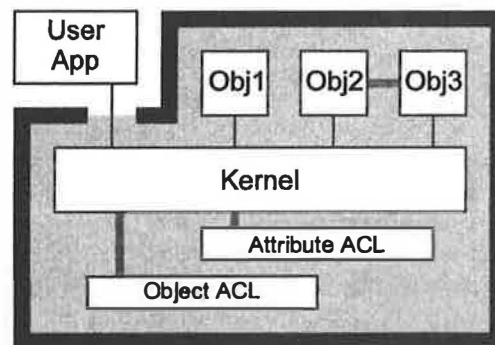 User
App
Obj1
Obj2
Obj3
Kernel
Attribute ACL
Object ACL